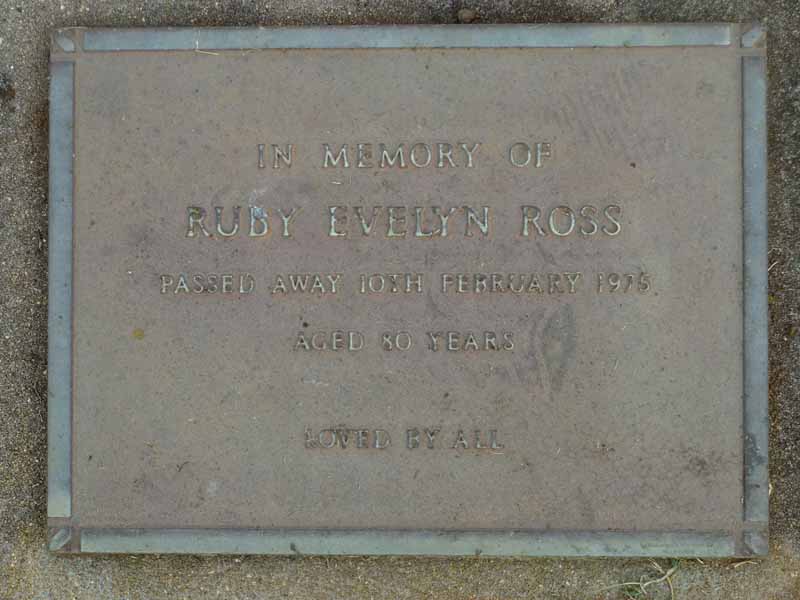 IN MEMORY OF
RUBY EVELYN ROSS
PASSED AWAY 10TH FEBRUARY 1975
AGED 80 YEARS
LOVED BY ALL